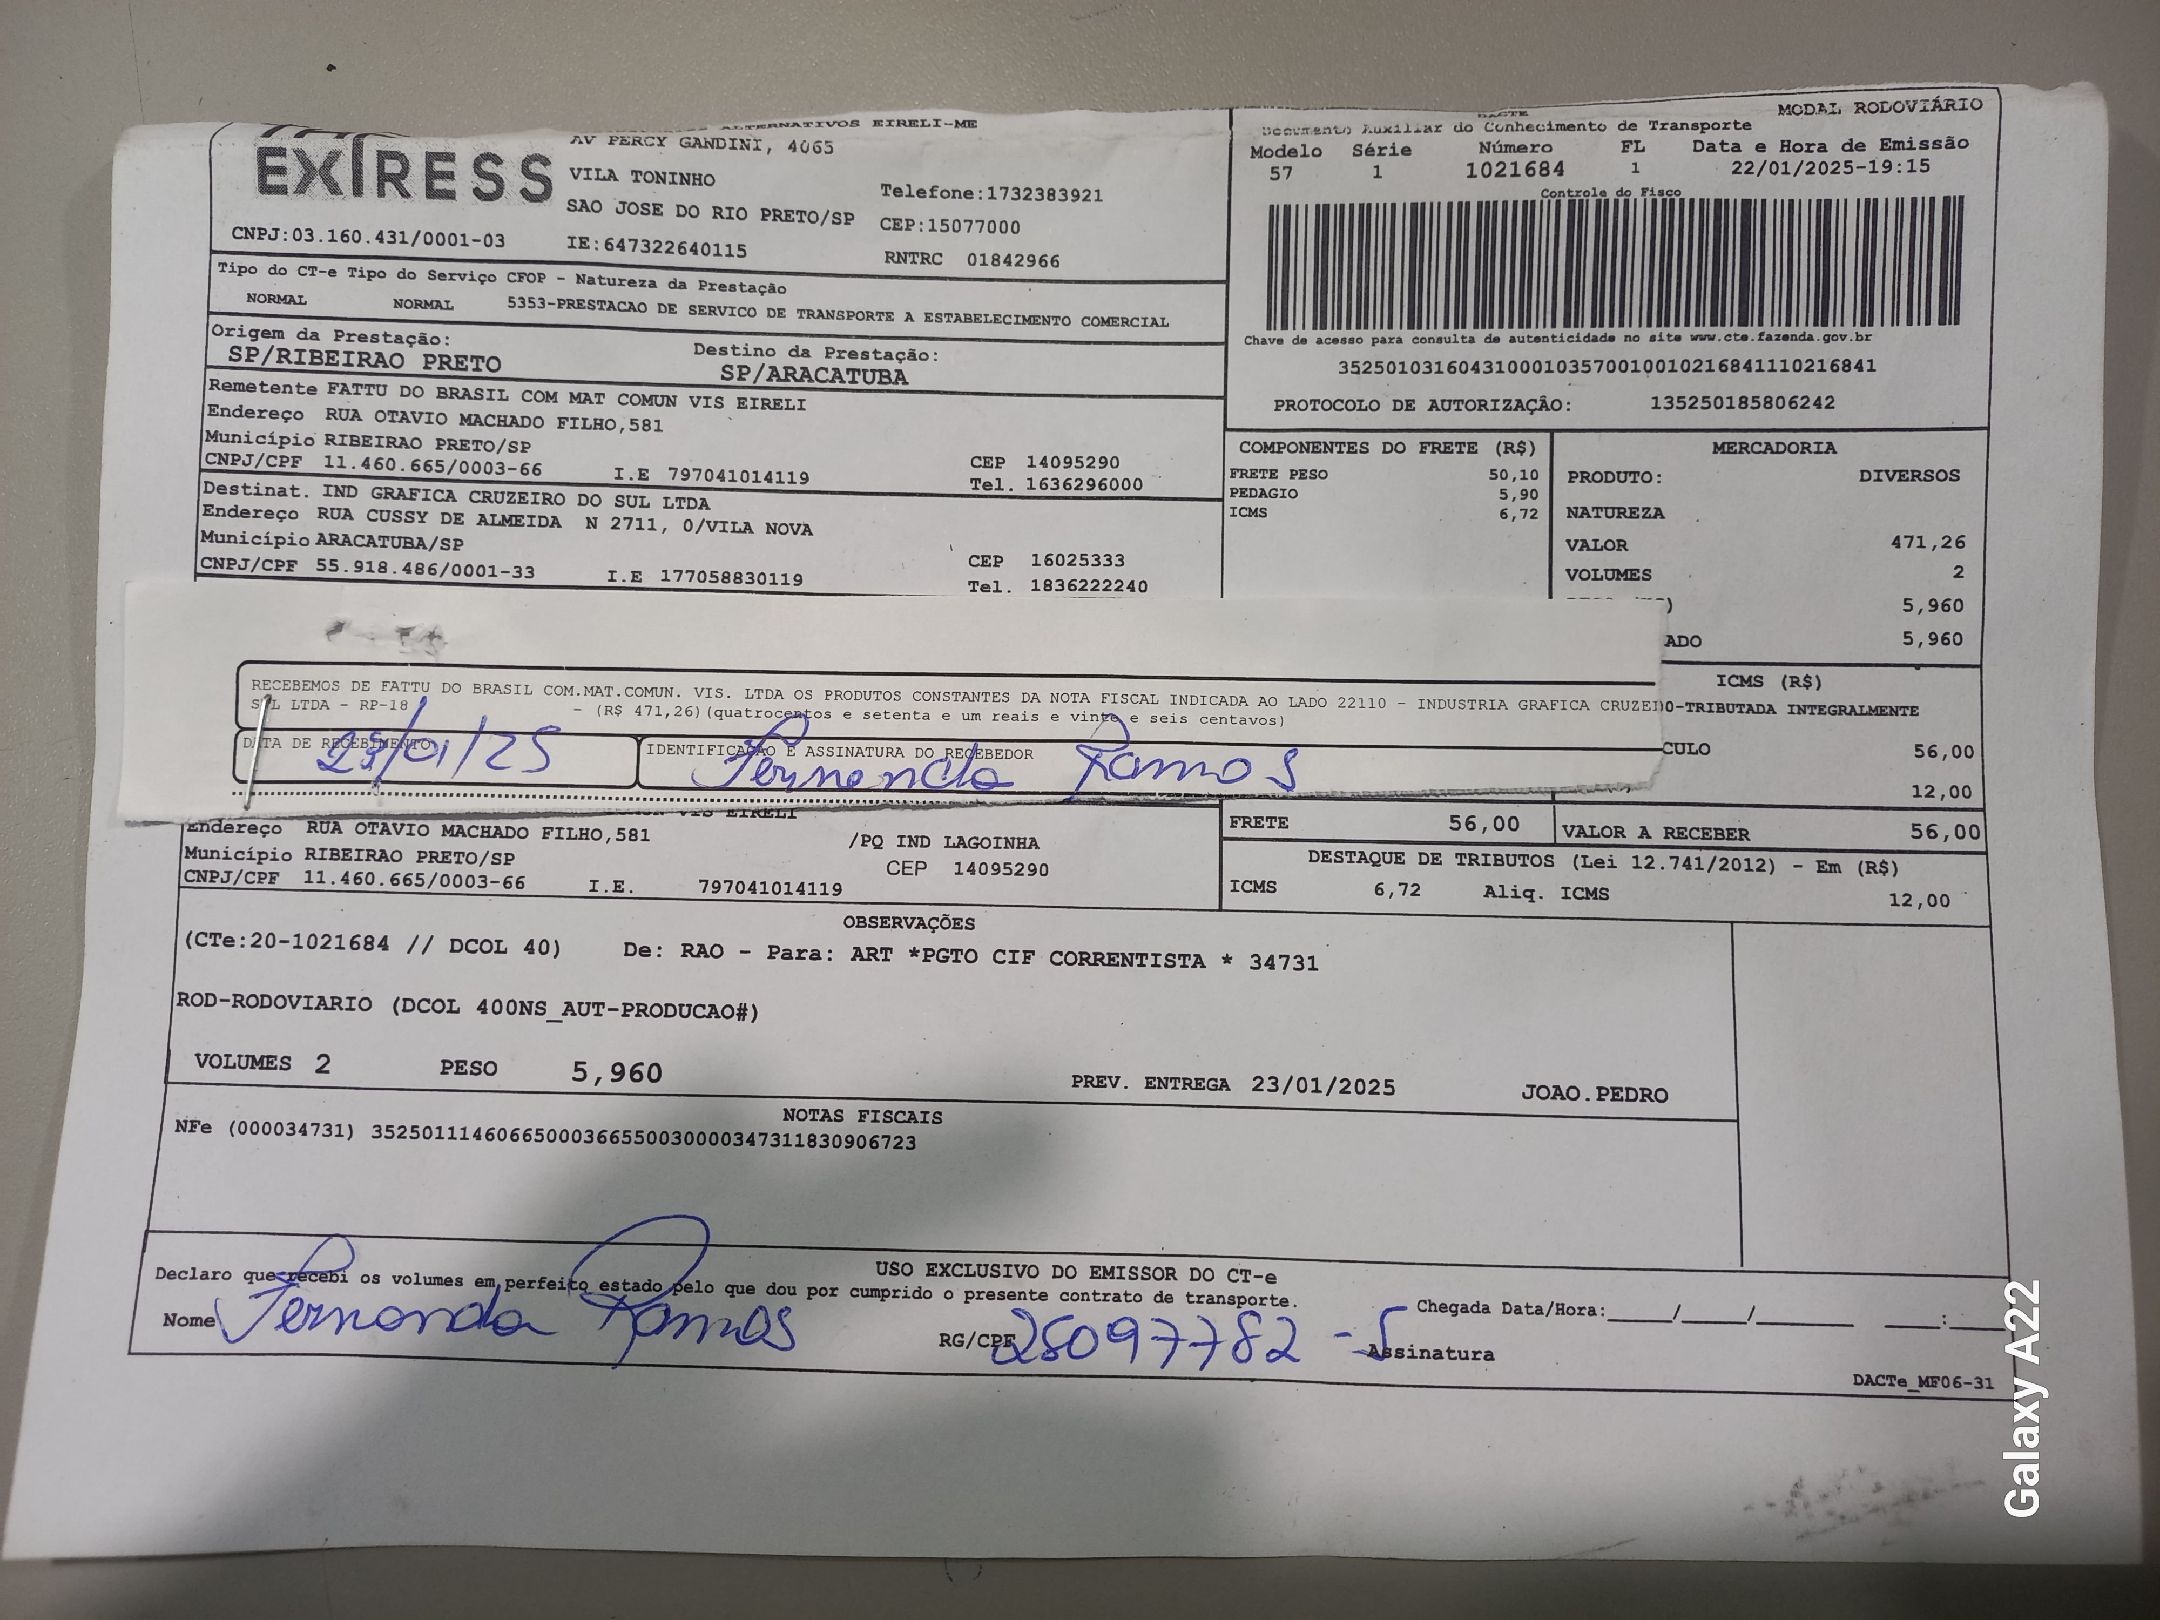 ALTERNATIVOS EIRELI-ME
EXPRESS
AV PERCY GANDINI, 4065
VILA TONINHO
Telefone:1732383921
SAO JOSE DO RIO PRETO/SP CEP:15077000
CNPJ:03.160.431/0001-03 IE:647322640115 RNTRC 01842966
Tipo do CT-e Tipo do Serviço CFOP - Natureza da Prestação
NORMAL NORMAL 5353-PRESTACAO DE SERVICO DE TRANSPORTE A ESTABELECIMENTO COMERCIAL
Origem da Prestação: Destino da Prestação:
SP/RIBEIRAO PRETO SP/ARACATUBA
Remetente FATTU DO BRASIL COM MAT COMUN VIS EIRELI
Endereço RUA OTAVIO MACHADO FILHO,581
Município RIBEIRAO PRETO/SP CEP 14095290
CNPJ/CPF 11.460.665/0003-66 I.E 797041014119 Tel. 1636296000
Destinat. IND GRAFICA CRUZEIRO DO SUL LTDA
Endereço RUA CUSSY DE ALMEIDA N 2711, 0/VILA NOVA
Município ARACATUBA/SP CEP 16025333
CNPJ/CPF 55.918.486/0001-33 I.E 177058830119 Tel. 1836222240
DACTE MODAL RODOVIÁRIO
Documento Auxiliar do Conhecimento de Transporte
Modelo Série Número FL Data e Hora de Emissão
57 1 1021684 1 22/01/2025-19:15
Controle do Fisco
Chave de acesso para consulta de autenticidade no site www.cte.fazenda.gov.br
35250103160431000103570010010216841110216841
PROTOCOLO DE AUTORIZAÇÃO: 135250185806242
COMPONENTES DO FRETE (R$)
FRETE PESO 50,10
PEDAGIO 5,90
ICMS 6,72
MERCADORIA
PRODUTO: DIVERSOS
NATUREZA
VALOR 471,26
VOLUMES 2
5,960
ADO 5,960
ICMS (R$)
0-TRIBUTADA INTEGRALMENTE
CULO 56,00
12,00
RECEBEMOS DE FATTU DO BRASIL COM.MAT.COMUN. VIS. LTDA OS PRODUTOS CONSTANTES DA NOTA FISCAL INDICADA AO LADO 22110 - INDUSTRIA GRAFICA CRUZEI
SUL LTDA - RP-18 - (R$ 471,26)(quatrocentos e setenta e um reais e vinte e seis centavos)
DATA DE RECEBIMENTO IDENTIFICAÇÃO E ASSINATURA DO RECEBEDOR
/01/25 Fernanda Ramos
VIS EIRELI
Endereço RUA OTAVIO MACHADO FILHO,581 /PQ IND LAGOINHA
Município RIBEIRAO PRETO/SP CEP 14095290
CNPJ/CPF 11.460.665/0003-66 I.E. 797041014119
FRETE 56,00 VALOR A RECEBER 56,00
DESTAQUE DE TRIBUTOS (Lei 12.741/2012) - Em (R$)
ICMS 6,72 Aliq. ICMS 12,00
OBSERVAÇÕES
(CTe:20-1021684 // DCOL 40) De: RAO - Para: ART *PGTO CIF CORRENTISTA * 34731
ROD-RODOVIARIO (DCOL 400NS_AUT-PRODUCAO#)
VOLUMES 2 PESO 5,960 PREV. ENTREGA 23/01/2025 JOAO.PEDRO
NOTAS FISCAIS
NFe (000034731) 35250111460665000366550030000347311830906723
USO EXCLUSIVO DO EMISSOR DO CT-e
Declaro que recebi os volumes em perfeito estado pelo que dou por cumprido o presente contrato de transporte. Chegada Data/Hora:____/____/______ ____:____
Nome Fernanda Ramos RG/CPF 28097782-5 Assinatura
DACTe_MF06-31
Galaxy A22